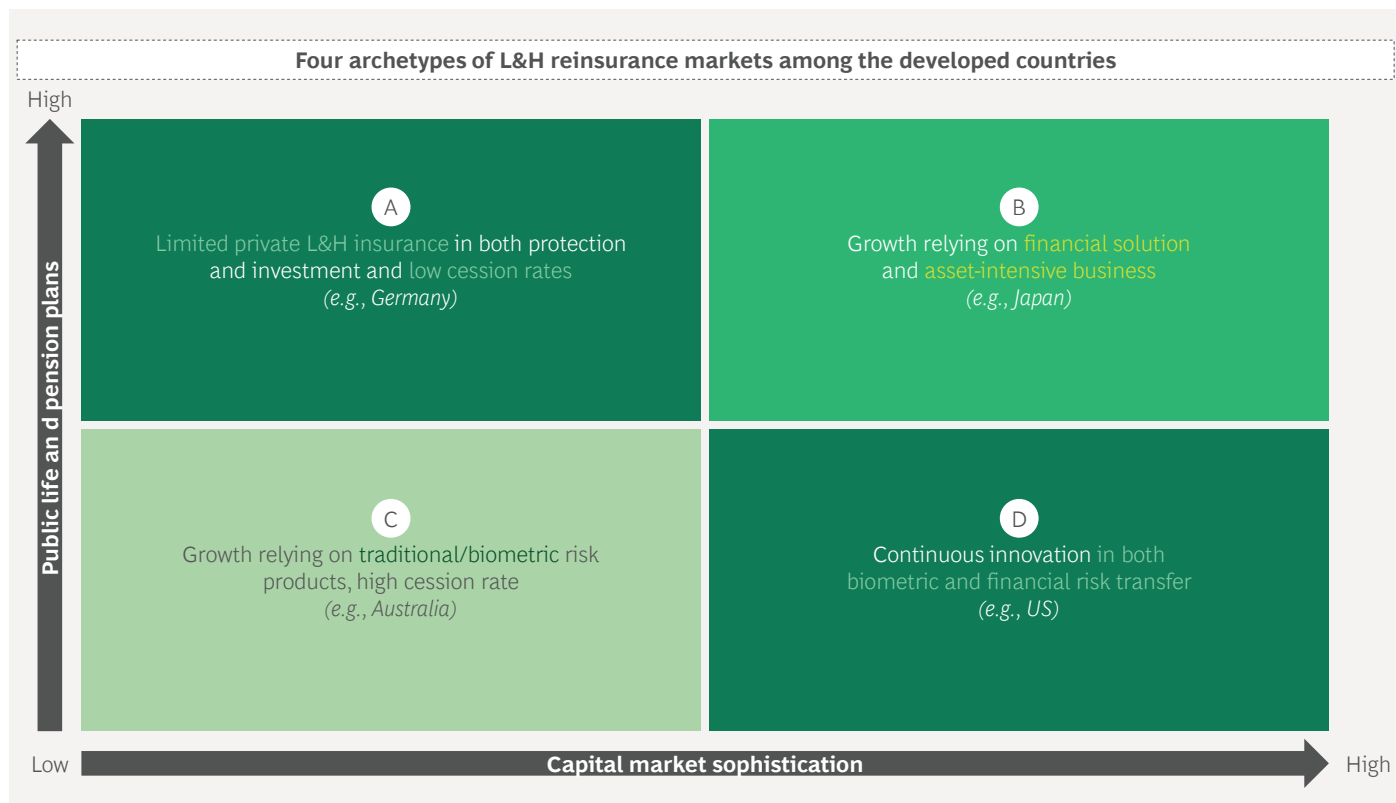 Four archetypes of L&H reinsurance markets among the developed countries
High
Public life an d pension plans
A
Limited private L&H insurance in both protection
and investment and low cession rates
(e.g., Germany)
B
Growth relying on financial solution
and asset-intensive business
(e.g., Japan)
C
Growth relying on traditional/biometric risk
products, high cession rate
(e.g., Australia)
D
Continuous innovation in both
biometric and financial risk transfer
(e.g., US)
Low
Capital market sophistication
High